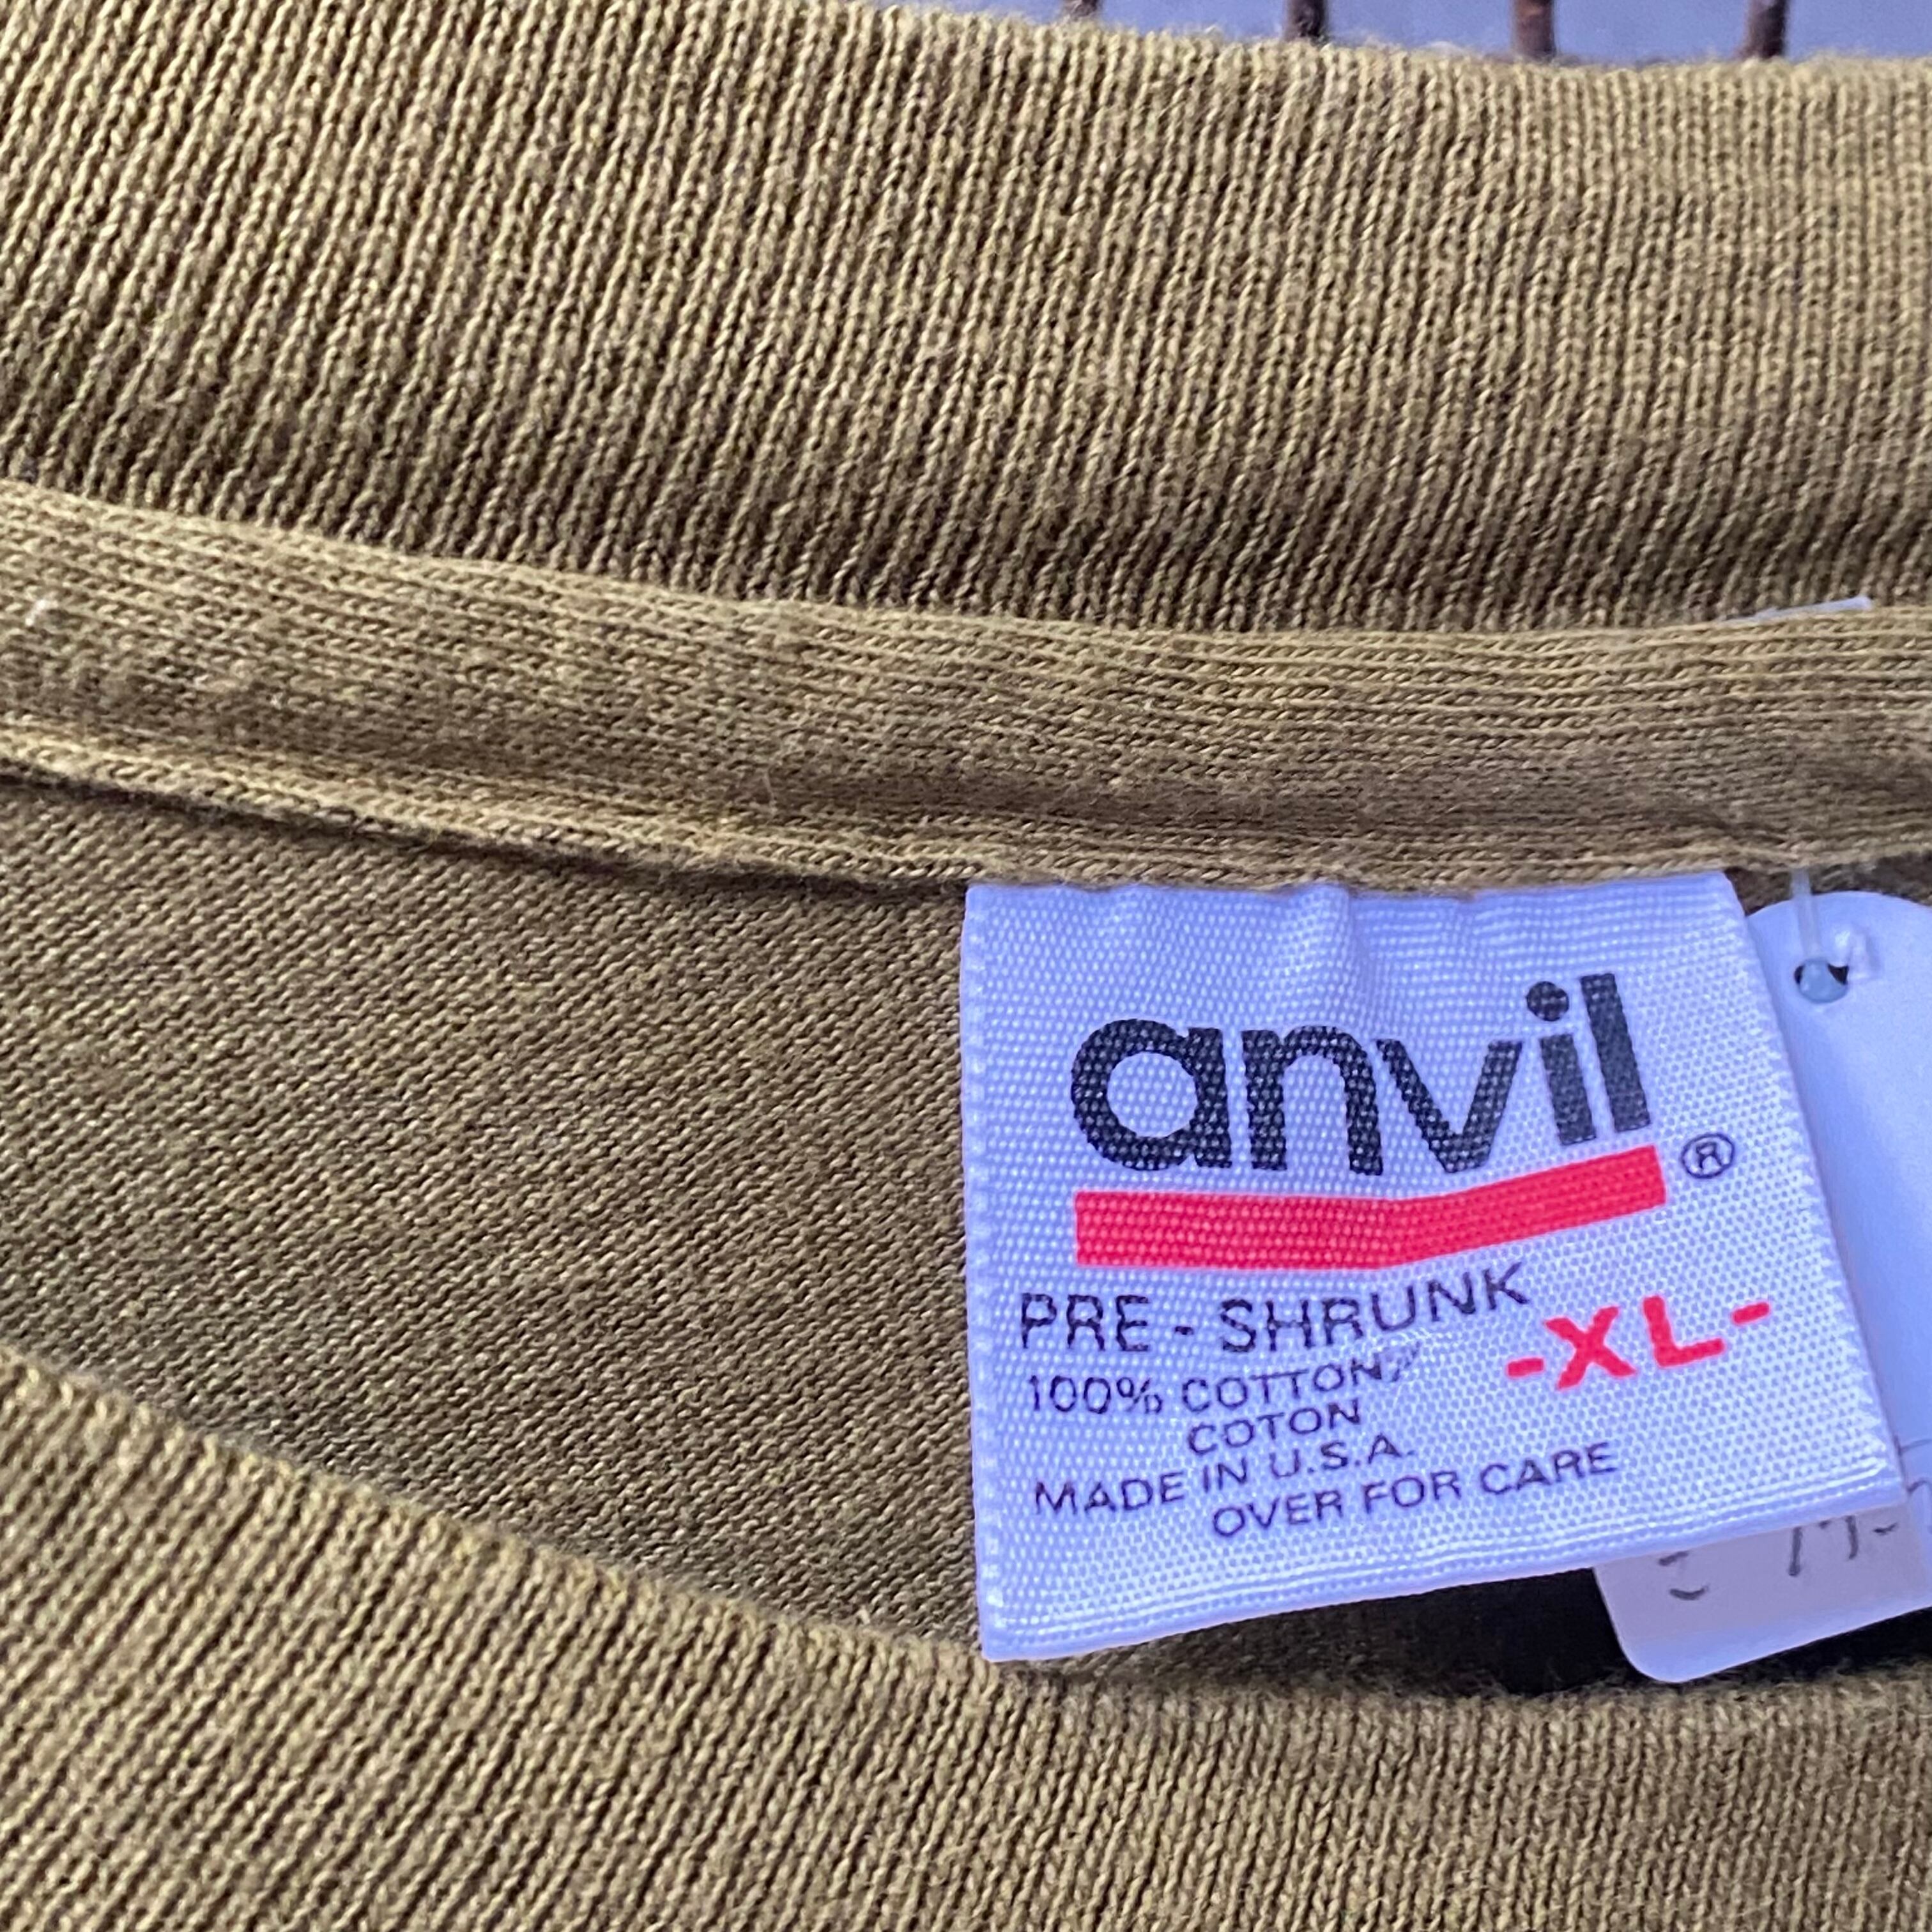 anvil®
PRE-SHRUNK
-XL-
100% COTTON/
COTON
MADE IN U.S.A.
OVER FOR CARE